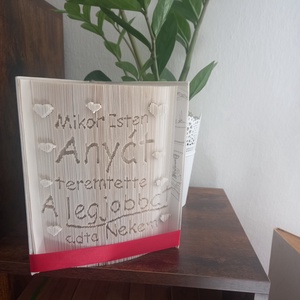 Mikor Isten
Anyát
teremtette
A legjobbat
adta Nekem